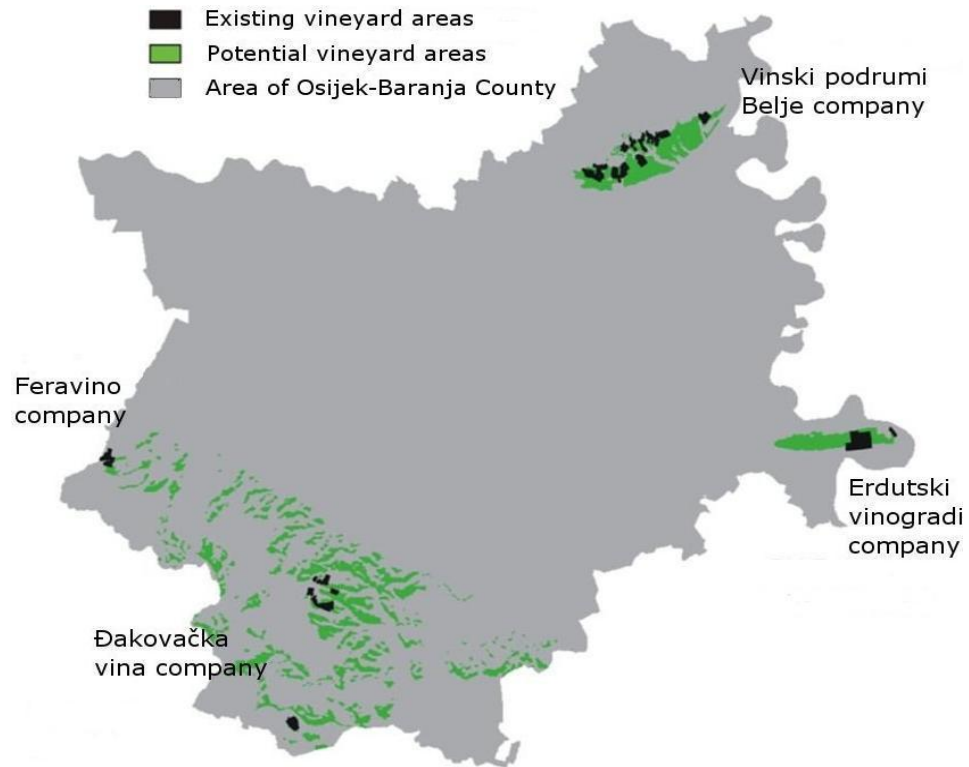 Existing vineyard areas
Potential vineyard areas
Area of Osijek-Baranja County
Vinski podrumi
Belje company
Feravino
company
Erdutski
vinogradi
company
Đakovačka
vina company